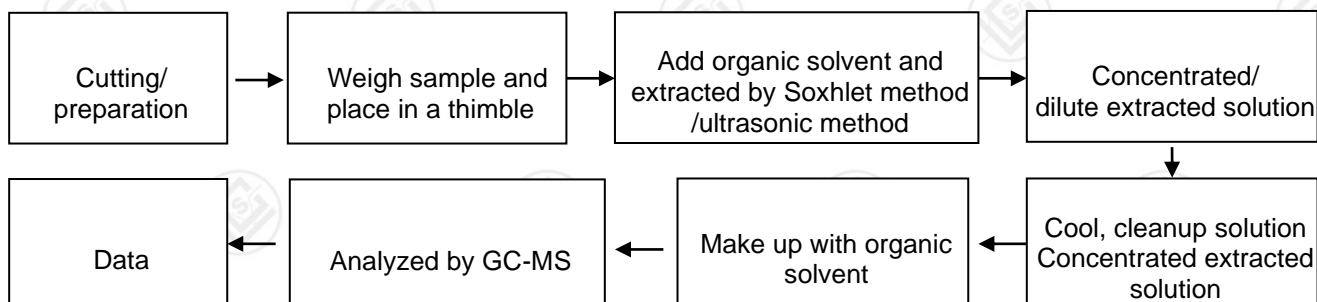 Cutting/
preparation
Weigh sample and
place in a thimble
Add organic solvent and
extracted by Soxhlet method
/ultrasonic method
Concentrated/
dilute extracted solution
Cool, cleanup solution
Concentrated extracted
solution
Make up with organic
solvent
Analyzed by GC-MS
Data